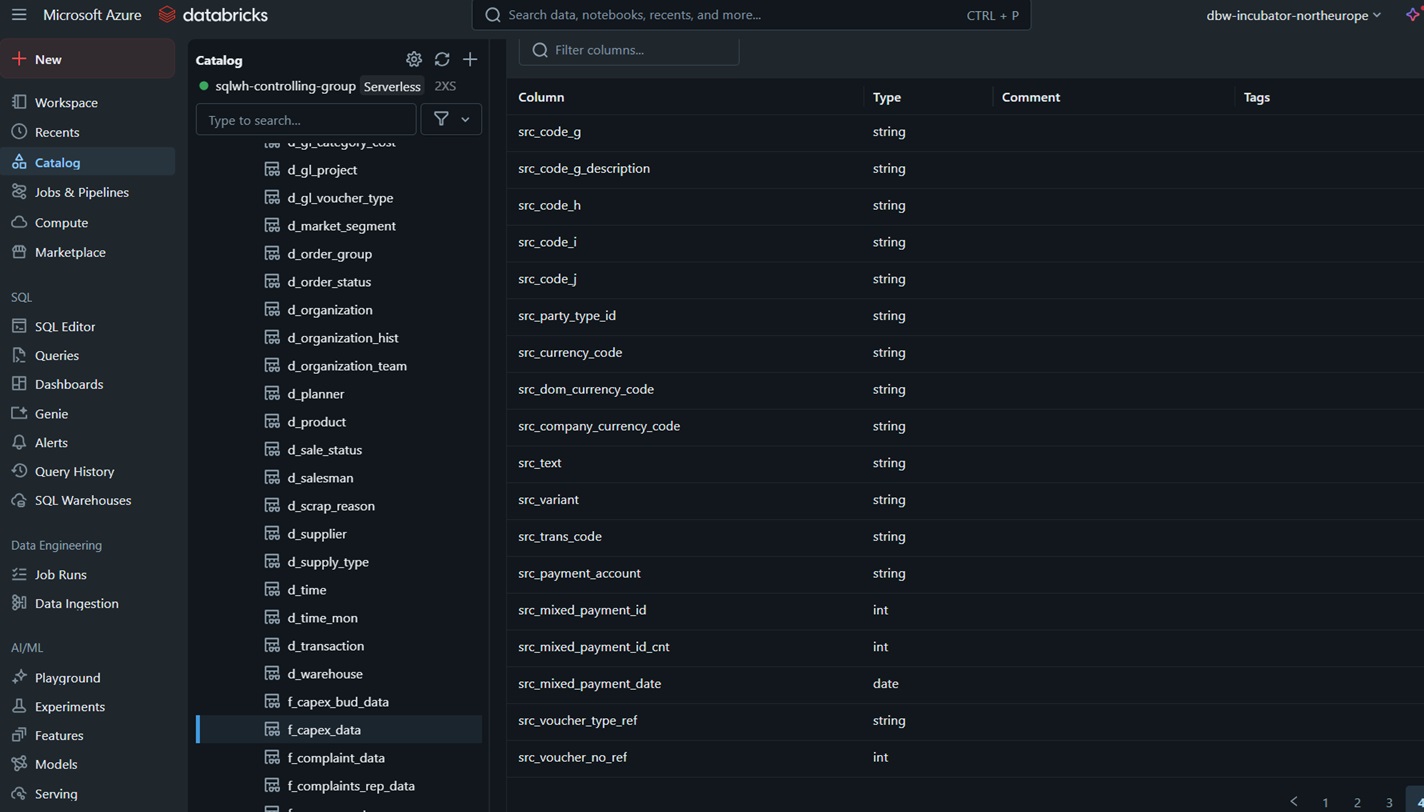 Microsoft Azure databricks
Search data, notebooks, recents, and more... CTRL + P
dbw-incubator-northeurope
New
Workspace
Recents
Catalog
Jobs & Pipelines
Compute
Marketplace
SQL
SQL Editor
Queries
Dashboards
Genie
Alerts
Query History
SQL Warehouses
Data Engineering
Job Runs
Data Ingestion
AI/ML
Playground
Experiments
Features
Models
Serving
Catalog
sqlwh-controlling-group Serverless 2XS
Type to search...
d_gl_category_cost
d_gl_project
d_gl_voucher_type
d_market_segment
d_order_group
d_order_status
d_organization
d_organization_hist
d_organization_team
d_planner
d_product
d_sale_status
d_salesman
d_scrap_reason
d_supplier
d_supply_type
d_time
d_time_mon
d_transaction
d_warehouse
f_capex_bud_data
f_capex_data
f_complaint_data
f_complaints_rep_data
Filter columns...
Column Type Comment Tags
src_code_g string
src_code_g_description string
src_code_h string
src_code_i string
src_code_j string
src_party_type_id string
src_currency_code string
src_dom_currency_code string
src_company_currency_code string
src_text string
src_variant string
src_trans_code string
src_payment_account string
src_mixed_payment_id int
src_mixed_payment_id_cnt int
src_mixed_payment_date date
src_voucher_type_ref string
src_voucher_no_ref int
1 2 3 4